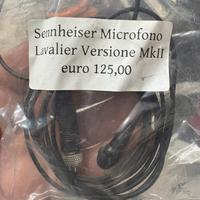 Sennheiser Microfono
Lavalier Versione MkII
euro 125,00